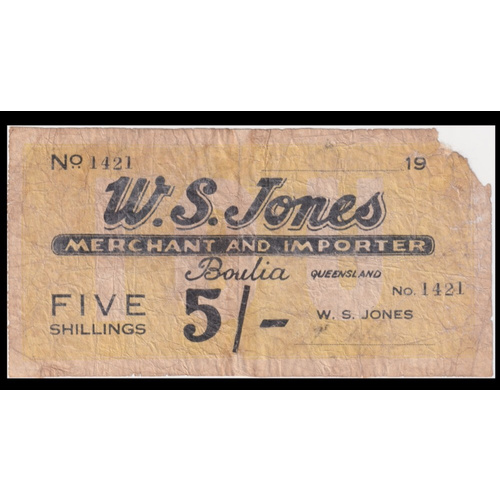 No. 1421 19
W. S. Jones
MERCHANT AND IMPORTER
Boulia QUEENSLAND
No. 1421
FIVE 5/-
SHILLINGS W. S. JONES